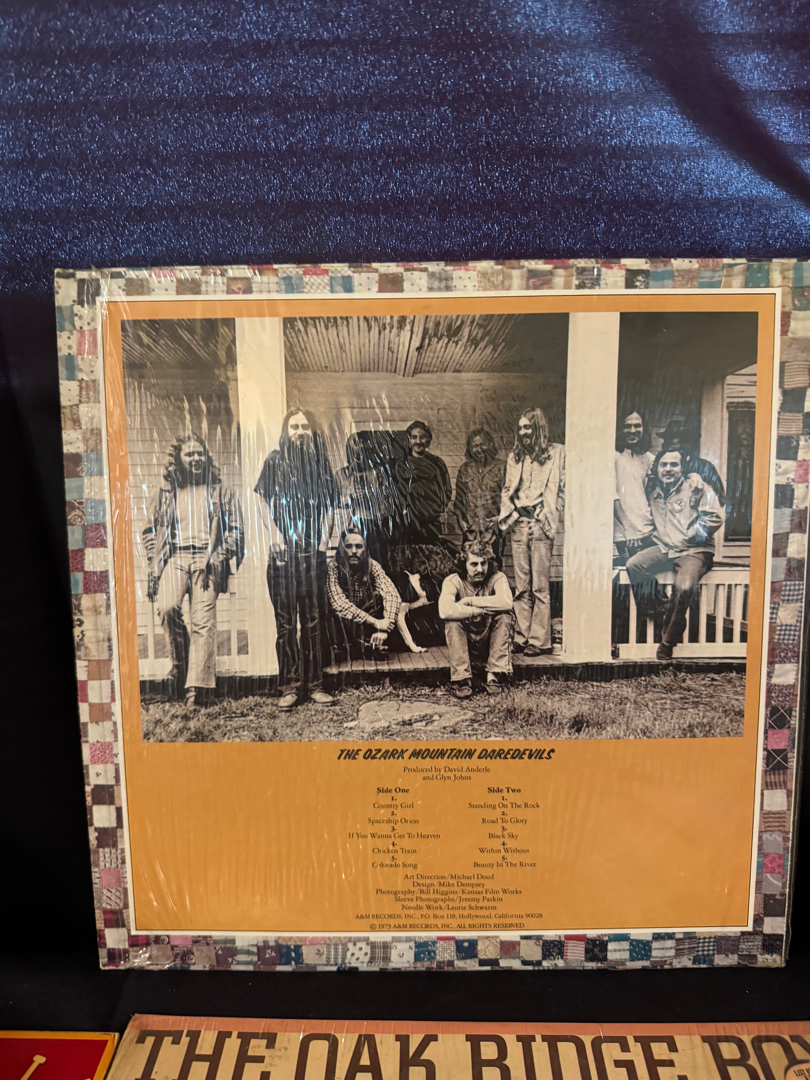 THE OZARK MOUNTAIN DAREDEVILS
Produced by David Anderle
and Glyn Johns
Side One
1.
Country Girl
2.
Spaceship Orion
3.
If You Wanna Get To Heaven
4.
Chicken Train
5.
Colorado Song
Side Two
1.
Standing On The Rock
2.
Road To Glory
3.
Black Sky
4.
Within Without
5.
Beauty In The River
Art Direction/Michael Doud
Design/Mike Dempsey
Photography/Bill Higgins/Kansas Film Works
Sleeve Photographs/Jeremy Parkin
Needle Work/Laurie Schwarm
A&M RECORDS, INC., P.O. Box 118, Hollywood, California 90028
© 1973 A&M RECORDS, INC., ALL RIGHTS RESERVED
THE OAK RIDGE BOY